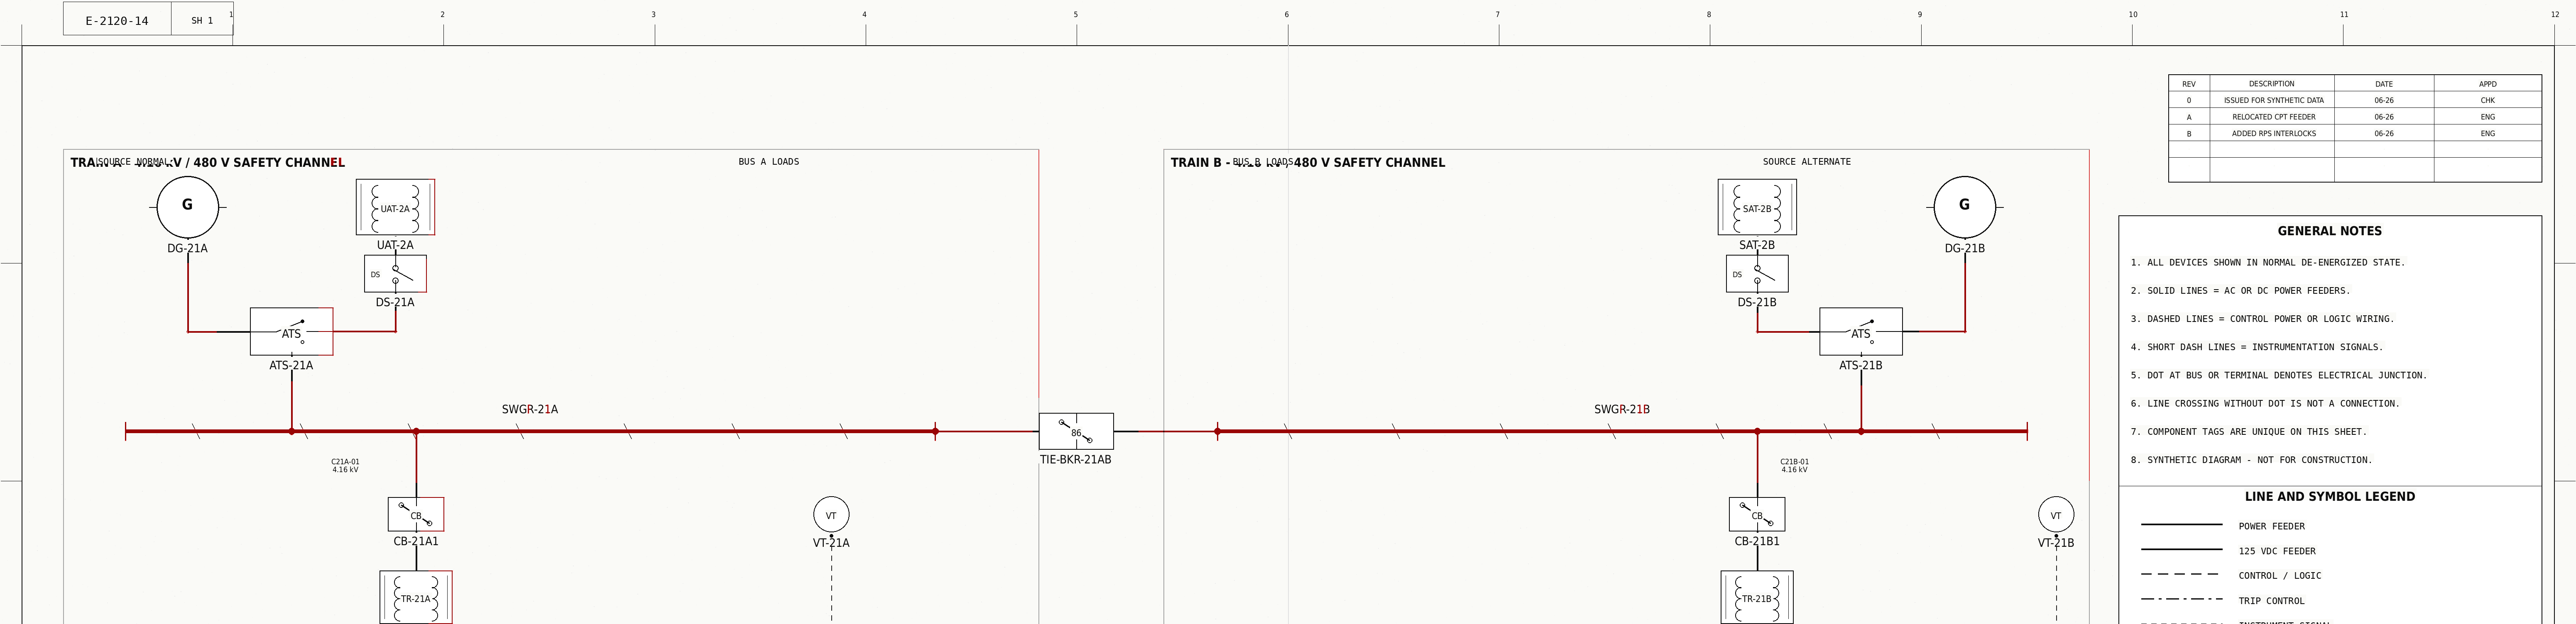 E-2120-14 SH 1
1 2 3 4 5 6 7 8 9 10 11 12
REV DESCRIPTION DATE APPD
0 ISSUED FOR SYNTHETIC DATA 06-26 CHK
A RELOCATED CPT FEEDER 06-26 ENG
B ADDED RPS INTERLOCKS 06-26 ENG
/ 480 V SAFETY CHANNEL
SOURCE NORMAL
BUS A LOADS
TRAIN B - 480 V SAFETY CHANNEL
BUS B LOADS
SOURCE ALTERNATE
G
DG-21A
UAT-2A
UAT-2A
DS
DS-21A
ATS
ATS-21A
SAT-2B
SAT-2B
DS
DS-21B
G
DG-21B
ATS
ATS-21B
SWGR-21A
SWGR-21B
86
TIE-BKR-21AB
C21A-01
4.16 kV
C21B-01
4.16 kV
CB
CB-21A1
VT
VT-21A
CB
CB-21B1
VT
VT-21B
TR-21A
TR-21B
GENERAL NOTES
1. ALL DEVICES SHOWN IN NORMAL DE-ENERGIZED STATE.
2. SOLID LINES = AC OR DC POWER FEEDERS.
3. DASHED LINES = CONTROL POWER OR LOGIC WIRING.
4. SHORT DASH LINES = INSTRUMENTATION SIGNALS.
5. DOT AT BUS OR TERMINAL DENOTES ELECTRICAL JUNCTION.
6. LINE CROSSING WITHOUT DOT IS NOT A CONNECTION.
7. COMPONENT TAGS ARE UNIQUE ON THIS SHEET.
8. SYNTHETIC DIAGRAM - NOT FOR CONSTRUCTION.
LINE AND SYMBOL LEGEND
POWER FEEDER
125 VDC FEEDER
CONTROL / LOGIC
TRIP CONTROL